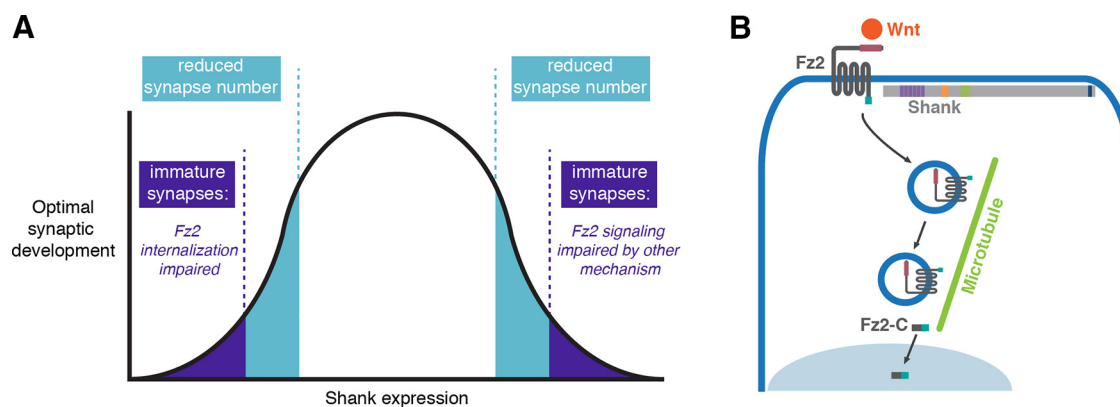 A
reduced
synapse number
reduced
synapse number
immature
synapses:
immature
synapses:
Optimal
synaptic
development
Fz2
internalization
impaired
Fz2 signaling
impaired by other
mechanism
Shank expression
B
Wnt
Fz2
Shank
Microtubule
Fz2-C